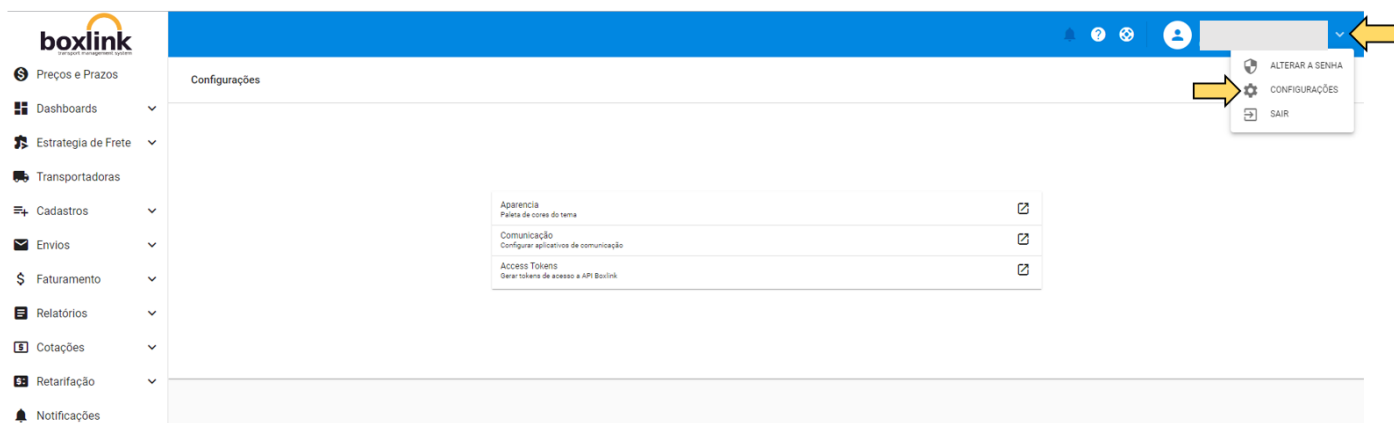 boxlink
transport management system
Preços e Prazos
Dashboards
Estrategia de Frete
Transportadoras
Cadastros
Envios
Faturamento
Relatórios
Cotações
Retarifação
Notificações
ALTERAR A SENHA
CONFIGURAÇÕES
SAIR
Configurações
Aparencia
Paleta de cores do tema
Comunicação
Configurar aplicativos de comunicação
Access Tokens
Gerar tokens de acesso a API Boxlink